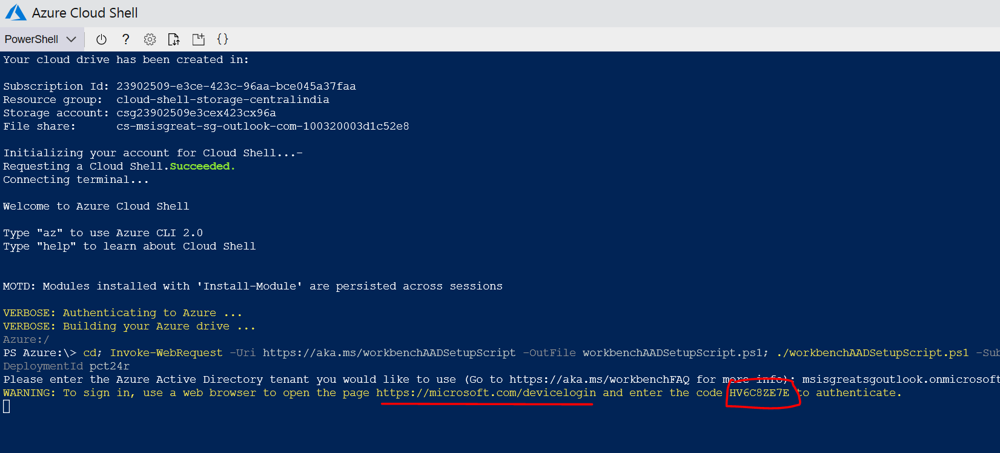 Azure Cloud Shell
PowerShell
?
{}
Your cloud drive has been created in:
Subscription Id: 23902509-e3ce-423c-96aa-bce045a37faa
Resource group:  cloud-shell-storage-centralindia
Storage account: csg23902509e3cex423cx96a
File share:      cs-msisgreat-sg-outlook-com-100320003d1c52e8
Initializing your account for Cloud Shell...-
Requesting a Cloud Shell.Succeeded.
Connecting terminal...
Welcome to Azure Cloud Shell
Type "az" to use Azure CLI 2.0
Type "help" to learn about Cloud Shell
MOTD: Modules installed with 'Install-Module' are persisted across sessions
VERBOSE: Authenticating to Azure ...
VERBOSE: Building your Azure drive ...
Azure:/
PS Azure:\> cd; Invoke-WebRequest -Uri https://aka.ms/workbenchAADSetupScript -OutFile workbenchAADSetupScript.ps1; ./workbenchAADSetupScript.ps1 -Sub
DeploymentId pct24r
Please enter the Azure Active Directory tenant you would like to use (Go to https://aka.ms/workbenchFAQ for more info): msisgreatsgoutlook.onmicrosoft
WARNING: To sign in, use a web browser to open the page https://microsoft.com/devicelogin and enter the code HV6C8ZE7E to authenticate.